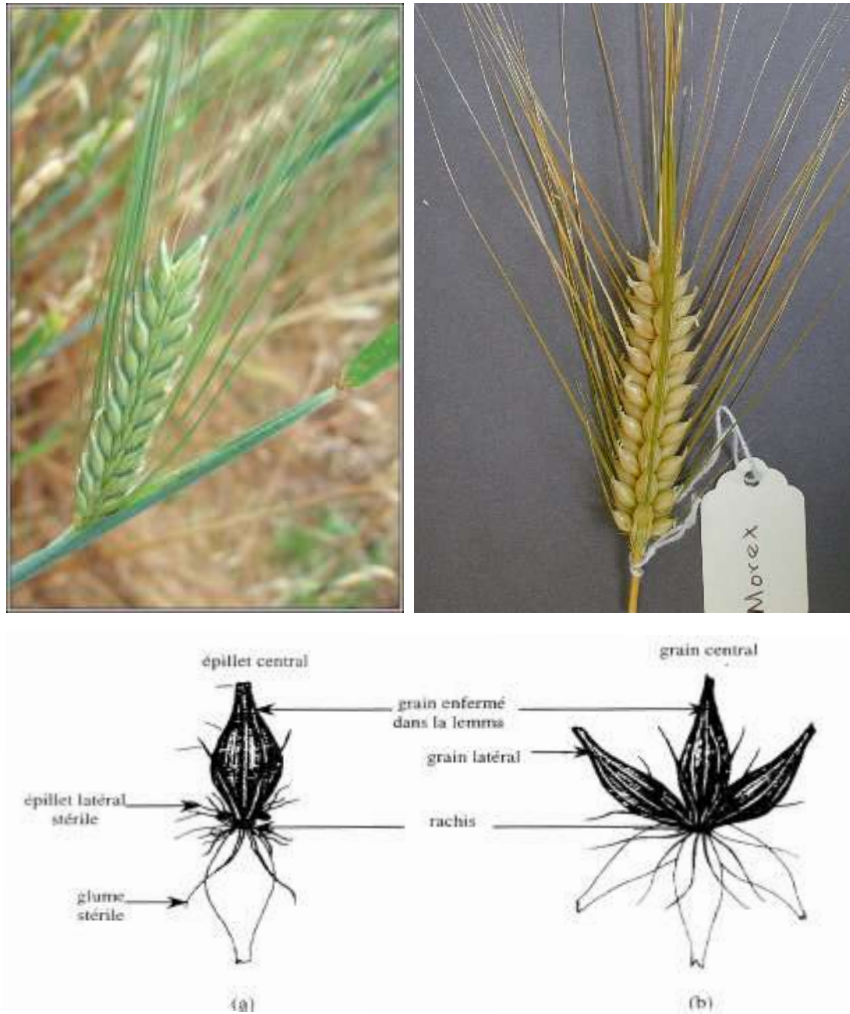 Morex
épillet central
grain central
grain enfermé
dans la lemma
grain latéral
épillet latéral
stérile
rachis
glume
stérile
(a)
(b)